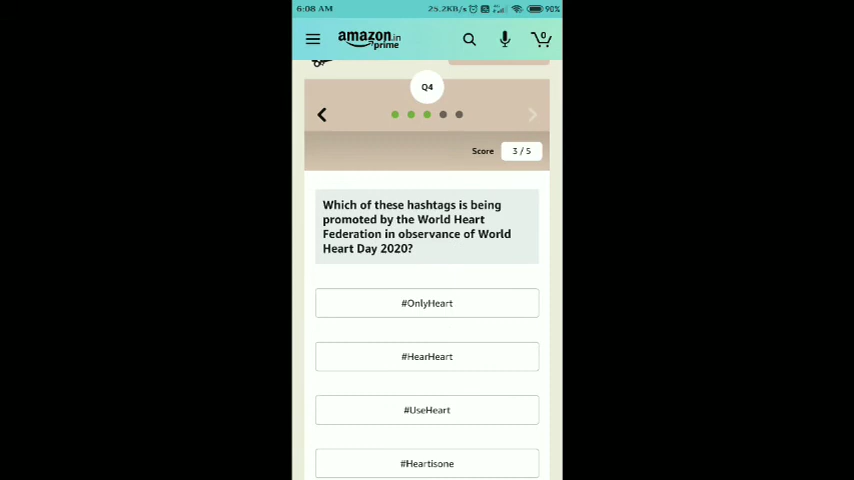 6:08 AM 25.2KB/s 90%
amazon.in
prime
0
Q4
Score 3 / 5
Which of these hashtags is being
promoted by the World Heart
Federation in observance of World
Heart Day 2020?
#OnlyHeart
#HearHeart
#UseHeart
#Heartisone